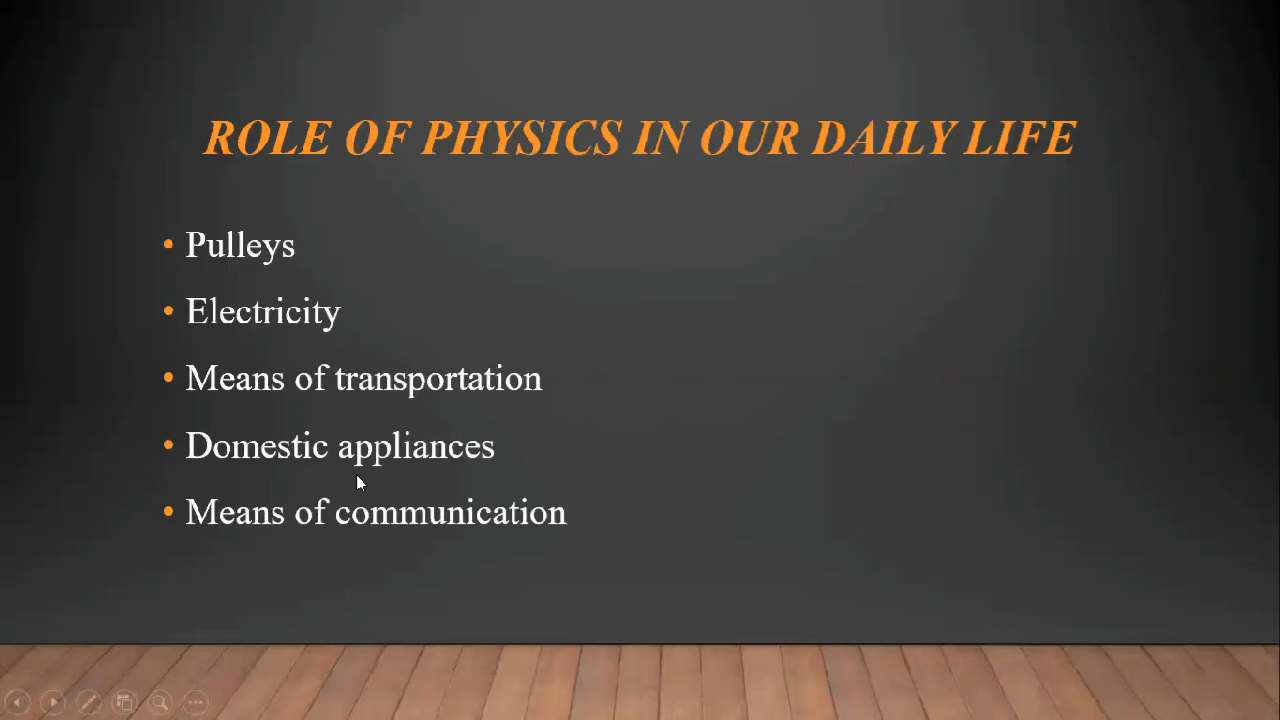 ROLE OF PHYSICS IN OUR DAILY LIFE
• Pulleys
• Electricity
• Means of transportation
• Domestic appliances
• Means of communication